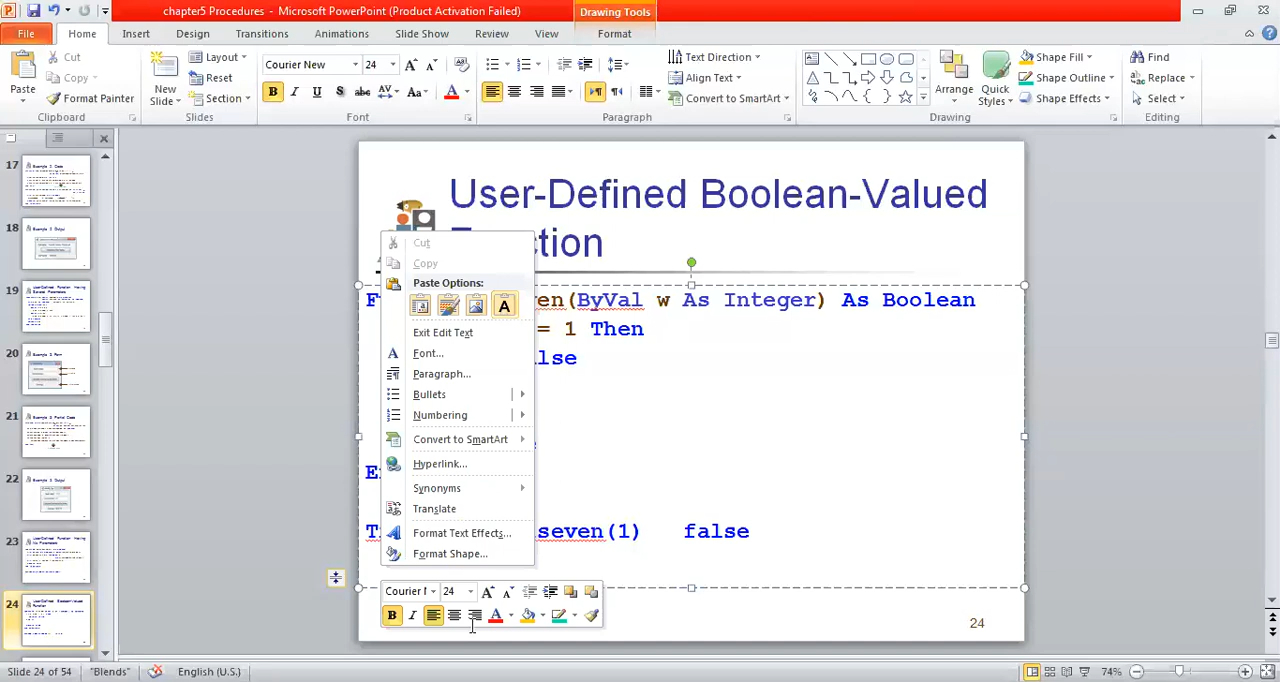 chapter5 Procedures - Microsoft PowerPoint (Product Activation Failed)
Drawing Tools
File Home Insert Design Transitions Animations Slide Show Review View Format
Paste
Cut
Copy
Format Painter
Clipboard
New
Slide
Layout
Reset
Section
Slides
Courier New 24
B I U S abc AV Aa A
Font
Text Direction
Align Text
Convert to SmartArt
Paragraph
Arrange
Quick
Styles
Shape Fill
Shape Outline
Shape Effects
Drawing
Find
Replace
Select
Editing
17
18
19
20
21
22
23
24
User-Defined Boolean-Valued
tion
en(ByVal w As Integer) As Boolean
= 1 Then
alse
seven(1) false
24
Cut
Copy
Paste Options:
Exit Edit Text
Font...
Paragraph...
Bullets
Numbering
Convert to SmartArt
Hyperlink...
Synonyms
Translate
Format Text Effects...
Format Shape...
24
B I A
Slide 24 of 54 "Blends" English (U.S.) 74%